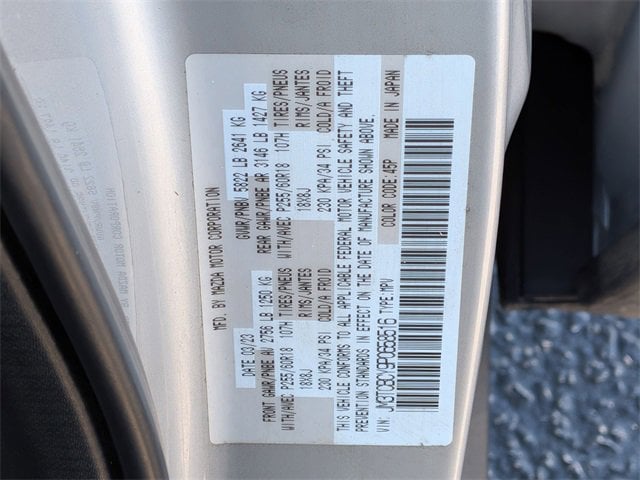 MFD. BY MAZDA MOTOR CORPORATION
DATE: 03/23 GVWR/PNBV 5822 LB 2641 KG
FRONT GAWR/PNBE AV 2756 LB 1250 KG REAR GAWR/PNBE AR 3146 LB 1427 KG
WITH/AVEC P255/60R18 107H TIRES/PNEUS WITH/AVEC P255/60R18 107H TIRES/PNEUS
18X8J RIMS/JANTES 18X8J RIMS/JANTES
230 KPA/34 PSI COLD/A FROID 230 KPA/34 PSI COLD/A FROID
THIS VEHICLE CONFORMS TO ALL APPLICABLE FEDERAL MOTOR VEHICLE SAFETY AND THEFT
PREVENTION STANDARDS IN EFFECT ON THE DATE OF MANUFACTURE SHOWN ABOVE.
COLOR CODE:45P MADE IN JAPAN
VIN: TYPE:MPV